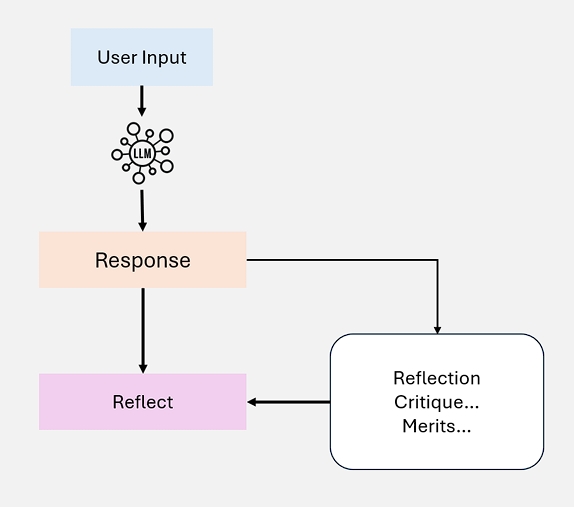 User Input
LLM
Response
Reflection
Critique...
Merits...
Reflect